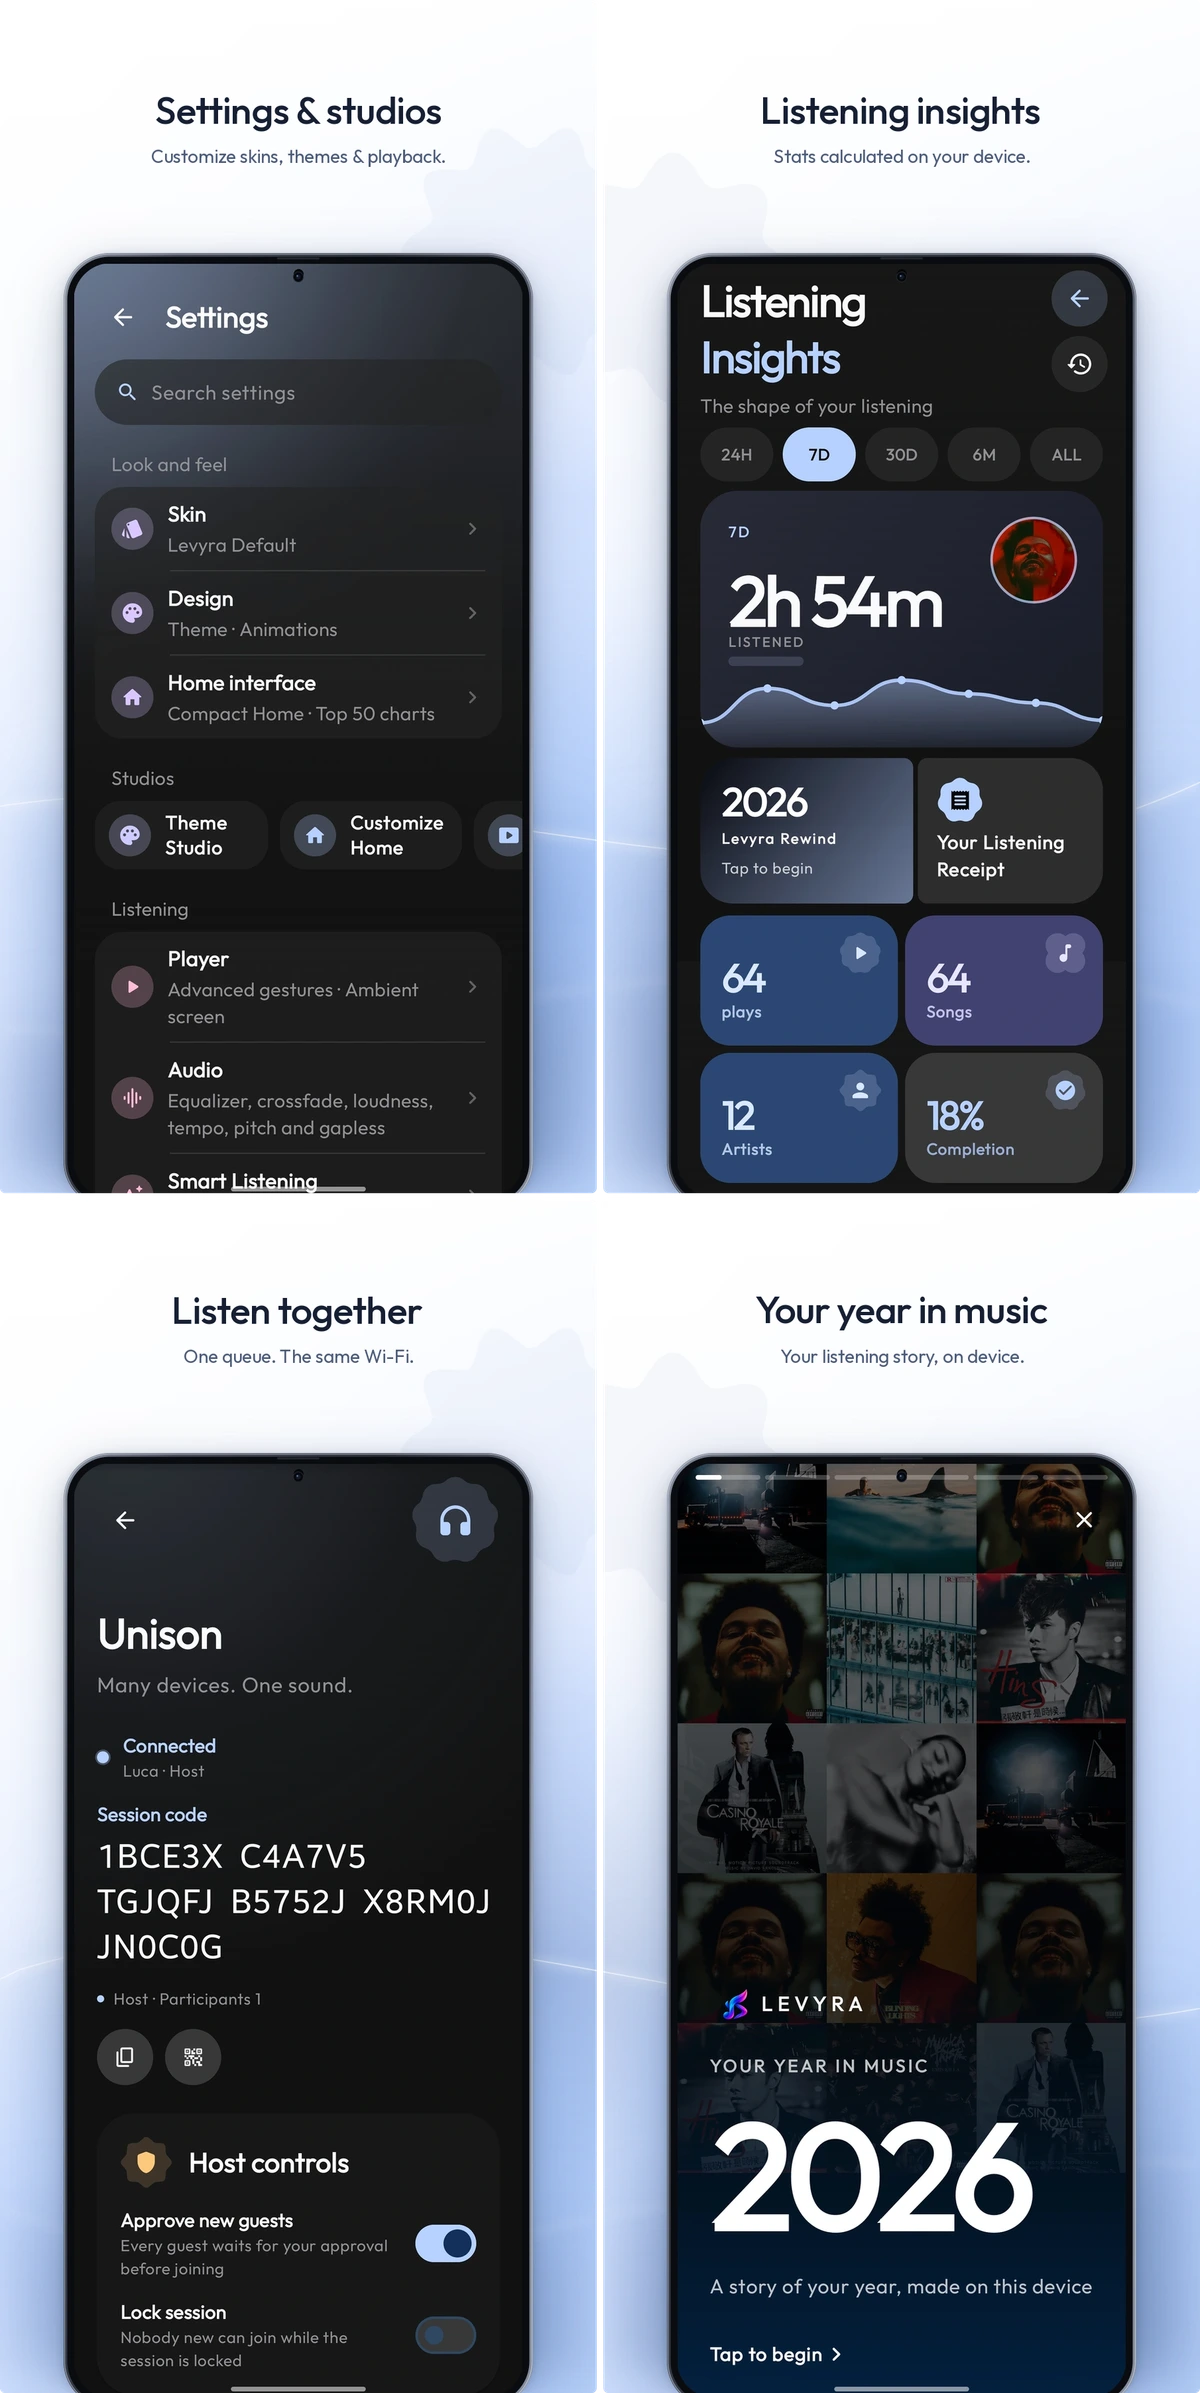 Settings & studios
Customize skins, themes & playback.
Settings
Search settings
Look and feel
Skin
Levyra Default
Design
Theme · Animations
Home interface
Compact Home · Top 50 charts
Studios
Theme
Studio
Customize
Home
Listening
Player
Advanced gestures · Ambient
screen
Audio
Equalizer, crossfade, loudness,
tempo, pitch and gapless
Smart Listening
Listening insights
Stats calculated on your device.
Listening
Insights
The shape of your listening
24H
7D
30D
6M
ALL
7D
2h 54m
LISTENED
2026
Levyra Rewind
Tap to begin
Your Listening
Receipt
64
plays
64
Songs
12
Artists
18%
Completion
Listen together
One queue. The same Wi-Fi.
Unison
Many devices. One sound.
Connected
Luca · Host
Session code
1BCE3X C4A7V5
TGJQFJ B5752J X8RM0J
JN0C0G
Host · Participants 1
Host controls
Approve new guests
Every guest waits for your approval
before joining
Lock session
Nobody new can join while the
session is locked
Your year in music
Your listening story, on device.
Hins
CASINO
ROYALE
LEVYRA
YOUR YEAR IN MUSIC
CASINO
ROYALE
2026
A story of your year, made on this device
Tap to begin